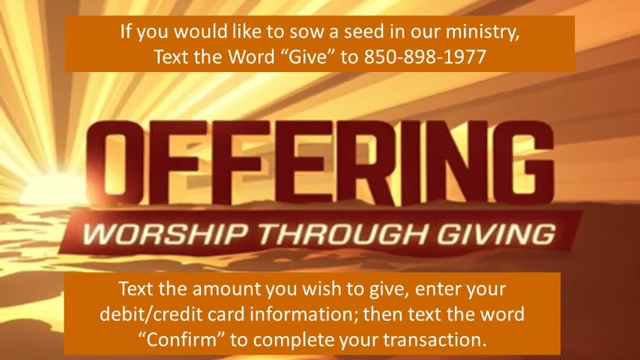 If you would like to sow a seed in our ministry,
Text the Word “Give” to 850-898-1977
OFFERING
WORSHIP THROUGH GIVING
Text the amount you wish to give, enter your
debit/credit card information; then text the word
“Confirm” to complete your transaction.